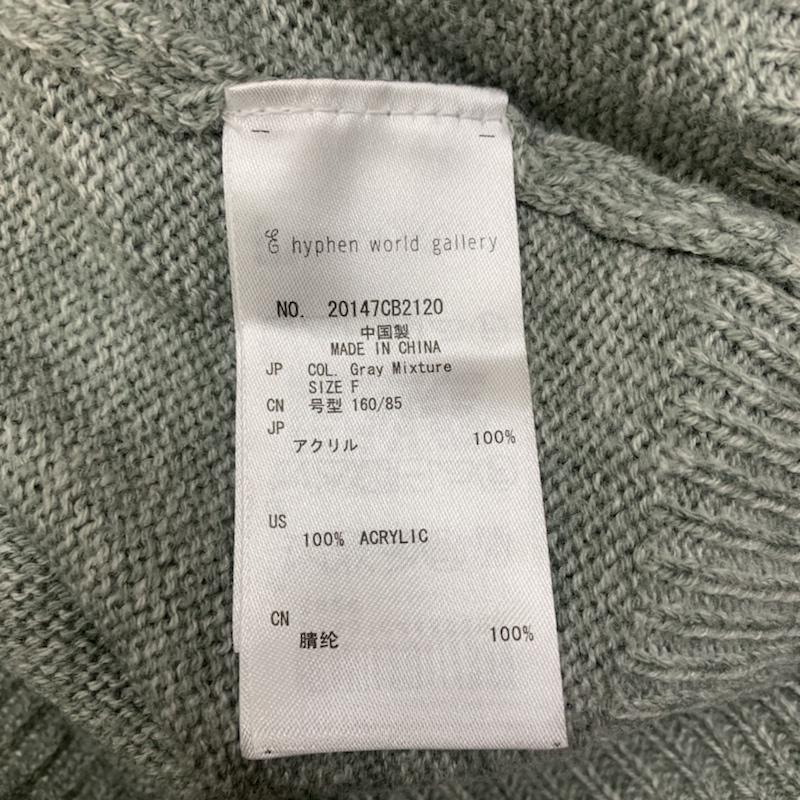 hyphen world gallery
NO. 20147CB2120
中国製
MADE IN CHINA
JP COL. Gray Mixture
SIZE F
CN 号型 160/85
JP
アクリル 100%
US
100% ACRYLIC
CN
腈纶 100%